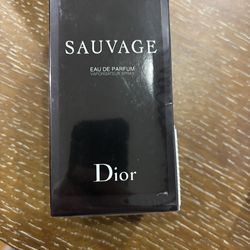 SAUVAGE
EAU DE PARFUM
VAPORISATEUR SPRAY
Dior